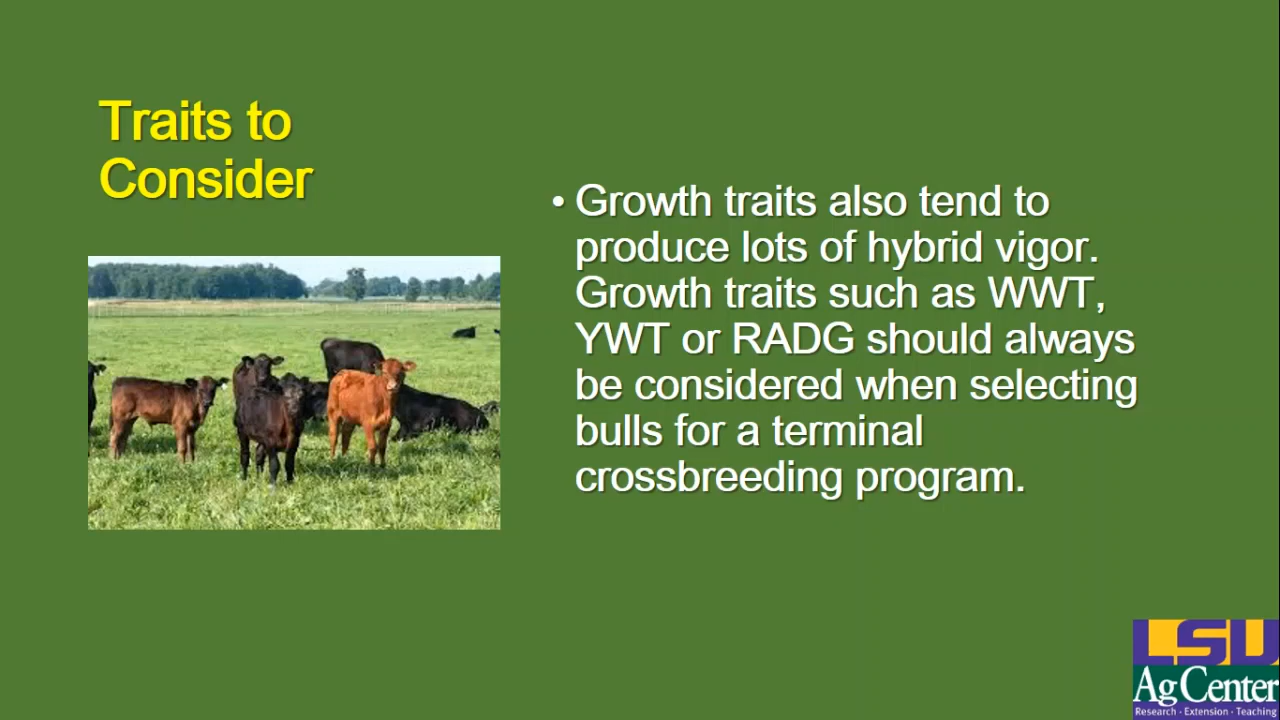 Traits to
Consider
• Growth traits also tend to
produce lots of hybrid vigor.
Growth traits such as WWT,
YWT or RADG should always
be considered when selecting
bulls for a terminal
crossbreeding program.
LSU
AgCenter
Research · Extension · Teaching